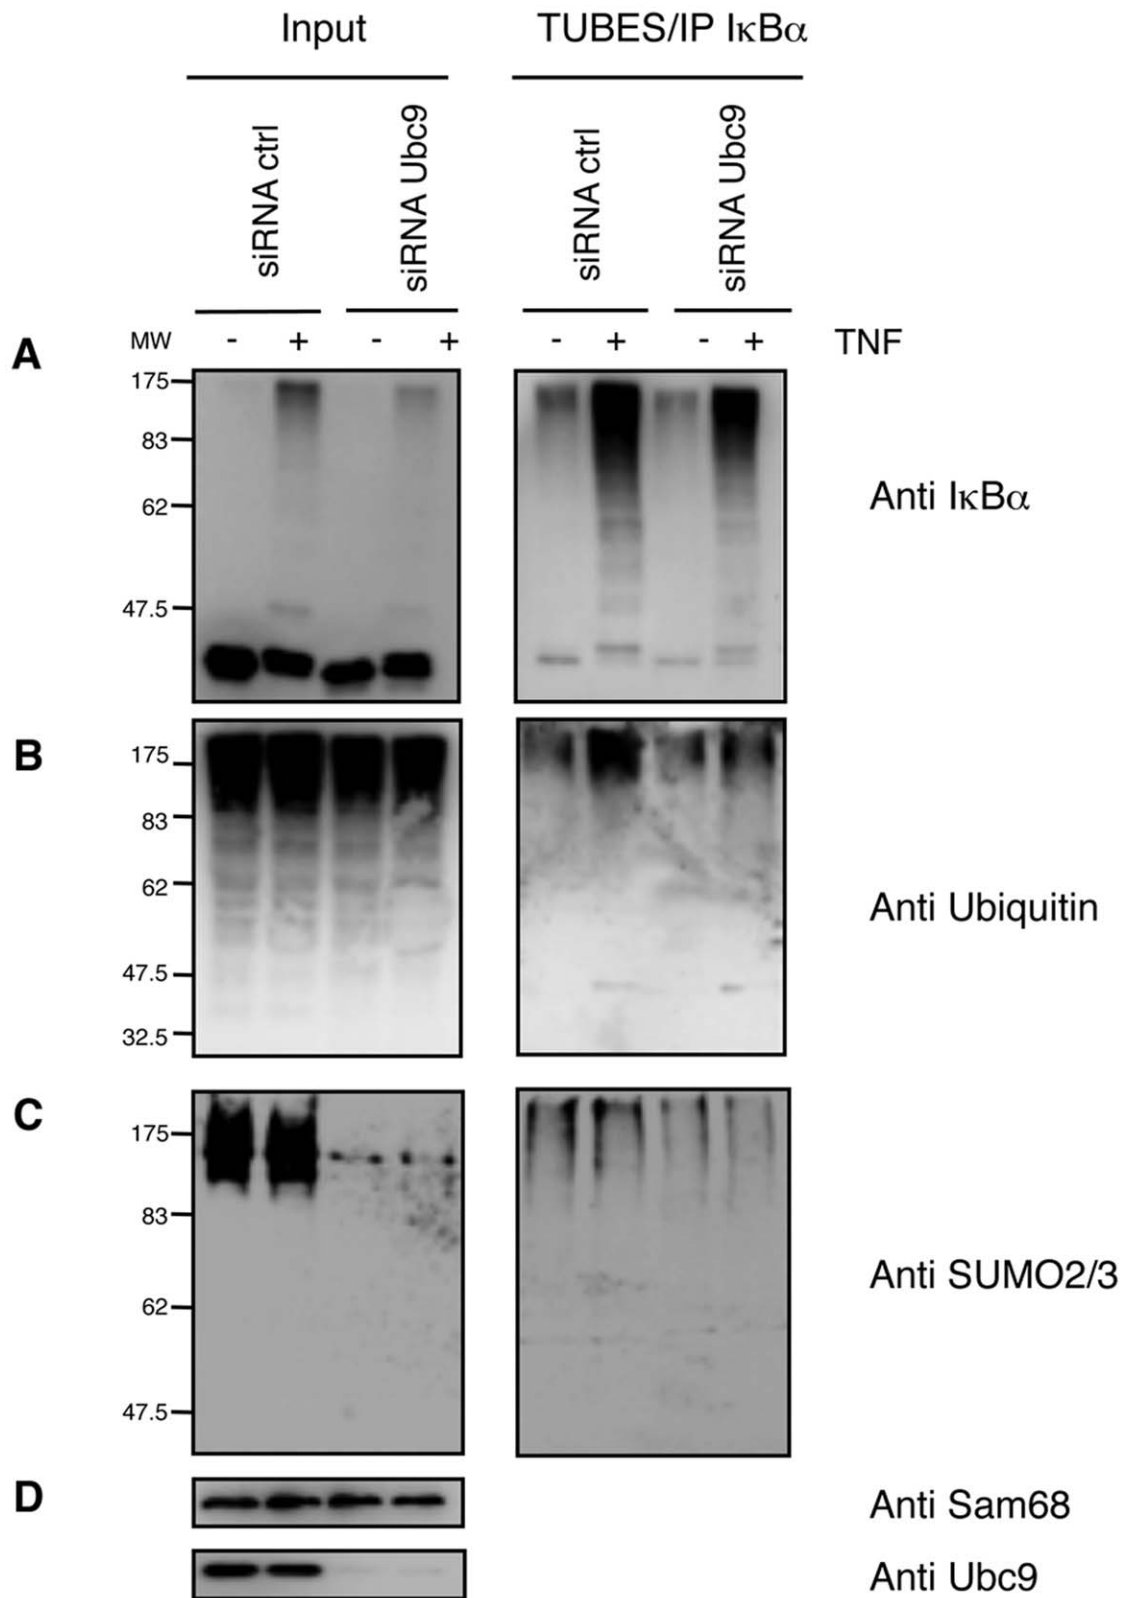 Input
TUBES/IP IκBα
siRNA ctrl
siRNA Ubc9
siRNA ctrl
siRNA Ubc9
A
MW - + - + - + - + TNF
175
83
62
47.5
Anti IκBα
B
175
83
62
47.5
32.5
Anti Ubiquitin
C
175
83
62
47.5
Anti SUMO2/3
D
Anti Sam68
Anti Ubc9